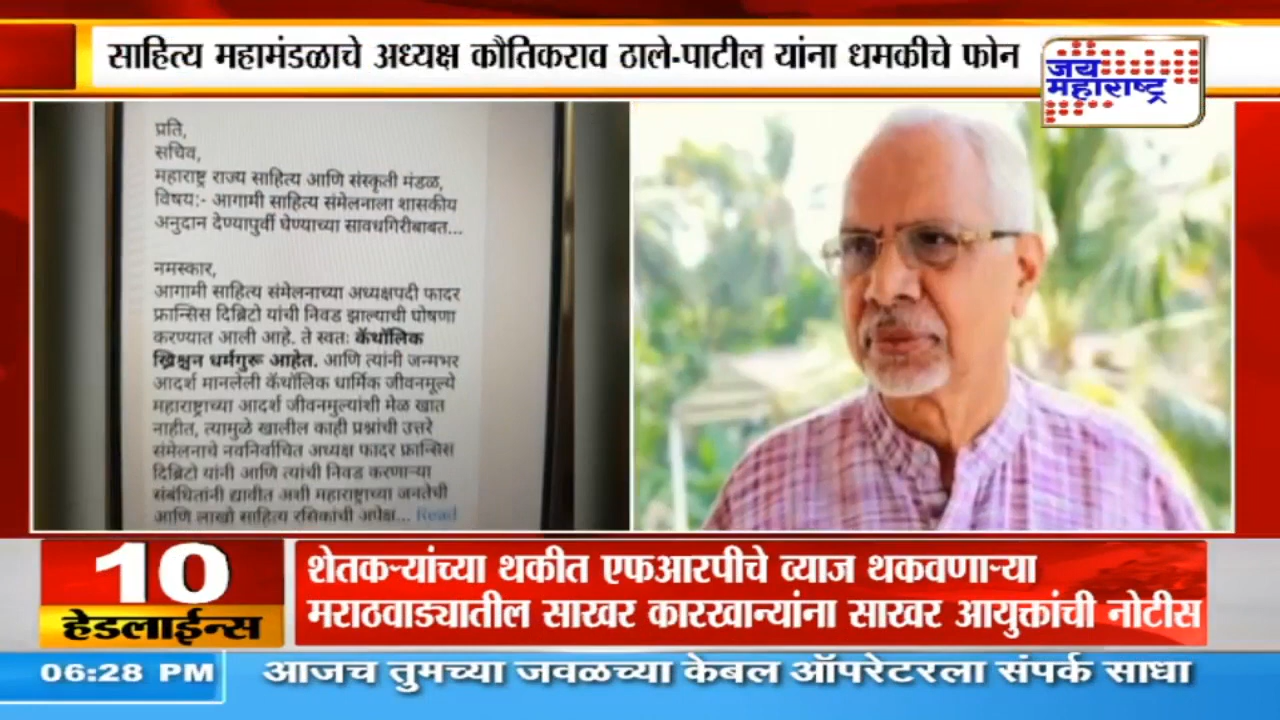 साहित्य महामंडळाचे अध्यक्ष कौतिकराव ठाले-पाटील यांना धमकीचे फोन
जय
महाराष्ट्र
प्रति,
सचिव,
महाराष्ट्र राज्य साहित्य आणि संस्कृती मंडळ,
विषय:- आगामी साहित्य संमेलनाला शासकीय
अनुदान देण्यापुर्वी घेण्याच्या सावधगिरीबाबत...
नमस्कार,
आगामी साहित्य संमेलनाच्या अध्यक्षपदी फादर
फ्रान्सिस दिब्रिटो यांची निवड झाल्याची घोषणा
करण्यात आली आहे. ते स्वतः कॅथॉलिक
ख्रिश्चन धर्मगुरू आहेत. आणि त्यांनी जन्मभर
आदर्श मानलेली कॅथॉलिक धार्मिक जीवनमूल्ये
महाराष्ट्राच्या आदर्श जीवनमुल्यांशी मेळ खात
नाहीत, त्यामुळे खालील काही प्रश्नांची उत्तरे
संमेलनाचे नवनिर्वाचित अध्यक्ष फादर फ्रान्सिस
दिब्रिटो यांनी आणि त्यांची निवड करणाऱ्या
संबंधितांनी द्यावीत अशी महाराष्ट्राच्या जनतेची
आणि लाखो साहित्य रसिकांची अपेक्ष... Read
10
हेडलाईन्स
शेतकऱ्यांच्या थकीत एफआरपीचे व्याज थकवणाऱ्या
मराठवाड्यातील साखर कारखान्यांना साखर आयुक्तांची नोटीस
06:28 PM
आजच तुमच्या जवळच्या केबल ऑपरेटरला संपर्क साधा